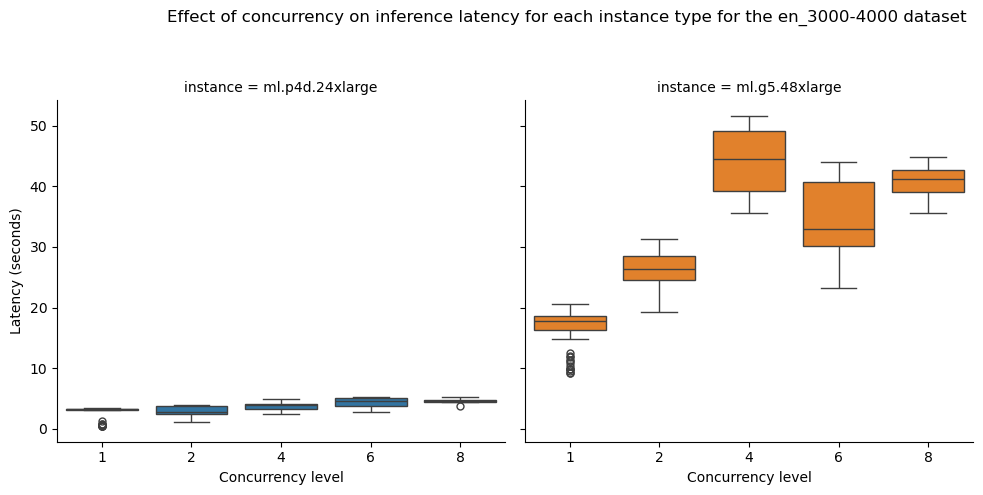 Effect of concurrency on inference latency for each instance type for the en_3000-4000 dataset
instance = ml.p4d.24xlarge
instance = ml.g5.48xlarge
Latency (seconds)
50
40
30
20
10
0
1 2 4 6 8
Concurrency level
1 2 4 6 8
Concurrency level